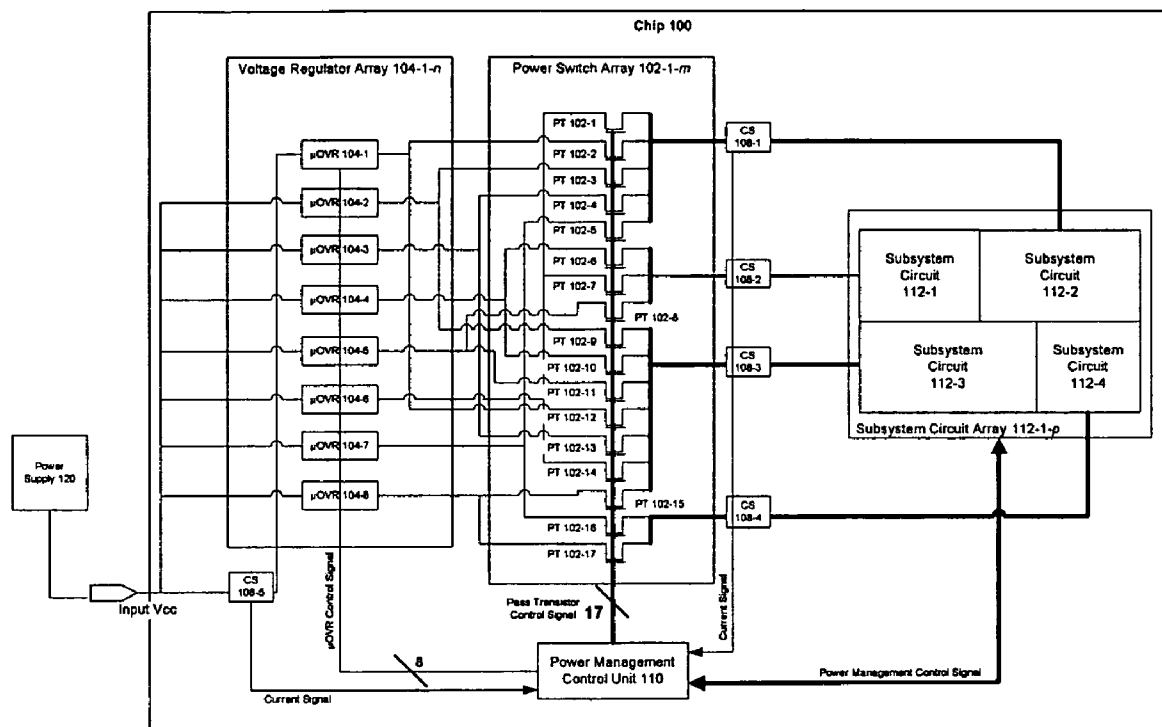 Chip 100
Voltage Regulator Array 104-1-n
Power Switch Array 102-1-m
µOVR 104-1
µOVR 104-2
µOVR 104-3
µOVR 104-4
µOVR 104-5
µOVR 104-6
µOVR 104-7
µOVR 104-8
PT 102-1
PT 102-2
PT 102-3
PT 102-4
PT 102-5
PT 102-6
PT 102-7
PT 102-8
PT 102-9
PT 102-10
PT 102-11
PT 102-12
PT 102-13
PT 102-14
PT 102-15
PT 102-16
PT 102-17
CS
108-1
CS
108-2
CS
108-3
CS
108-4
Subsystem
Circuit
112-1
Subsystem
Circuit
112-2
Subsystem
Circuit
112-3
Subsystem
Circuit
112-4
Subsystem Circuit Array 112-1-p
Power
Supply 120
Input Vcc
CS
108-5
µOVR Control Signal
Pass Transistor
Control Signal
17
Current Signal
8
Power Management
Control Unit 110
Power Management Control Signal
Current Signal